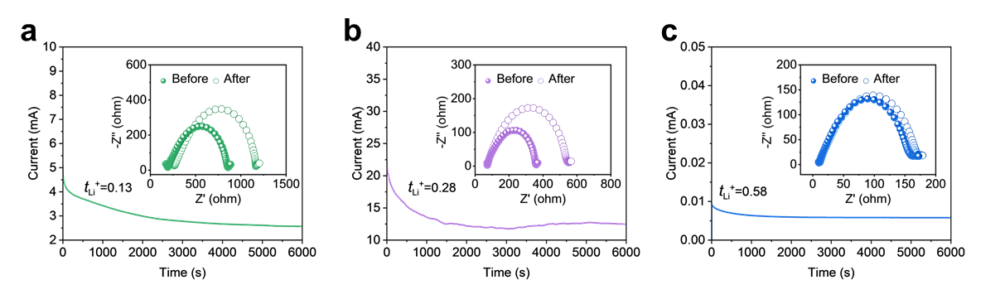 a
10
9
8
7
6
5
4
3
2
Current (mA)
0 1000 2000 3000 4000 5000 6000
Time (s)
tLi+=0.13
600
400
200
0
-Z" (ohm)
Before After
0 500 1000 1500
Z' (ohm)
b
40
35
30
25
20
15
10
Current (mA)
0 1000 2000 3000 4000 5000 6000
Time (s)
tLi+=0.28
300
200
100
0
-Z" (ohm)
Before After
0 200 400 600 800
Z' (ohm)
c
0.05
0.04
0.03
0.02
0.01
0.00
Current (mA)
0 1000 2000 3000 4000 5000 6000
Time (s)
tLi+=0.58
200
150
100
50
0
-Z" (ohm)
Before After
0 50 100 150 200
Z' (ohm)